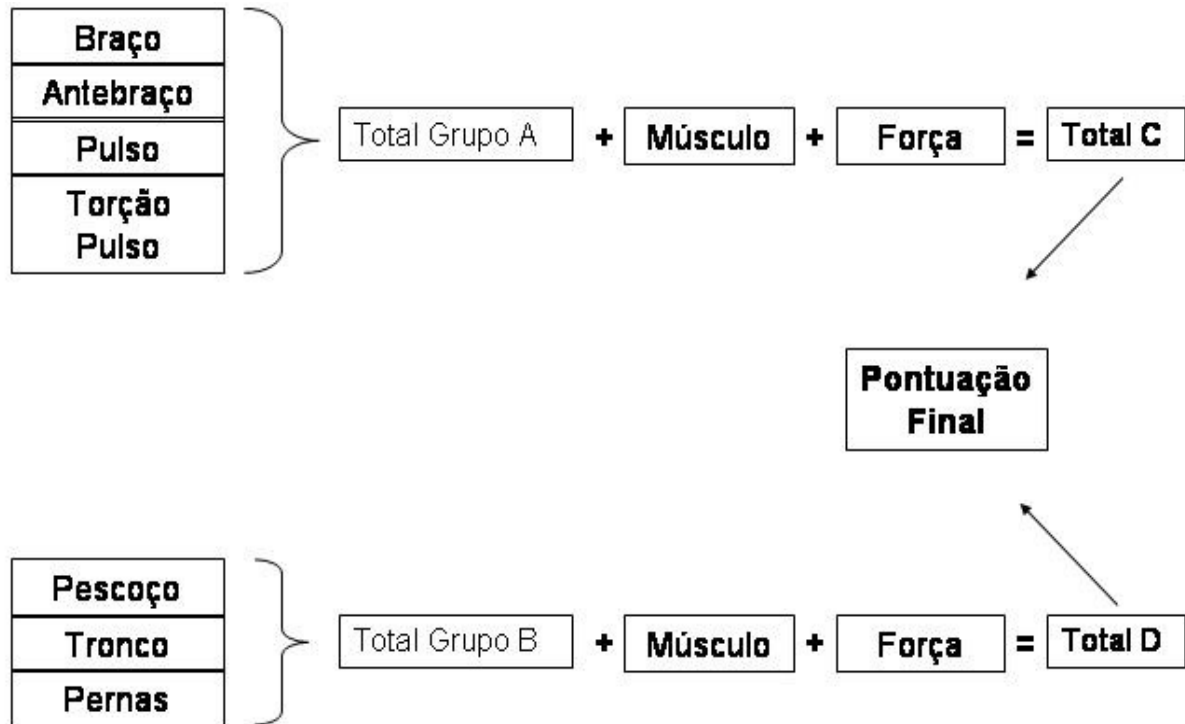 Braço
Antebraço
Pulso
Torção
Pulso
Total Grupo A + Músculo + Força = Total C
Pontuação
Final
Pescoço
Tronco
Pernas
Total Grupo B + Músculo + Força = Total D